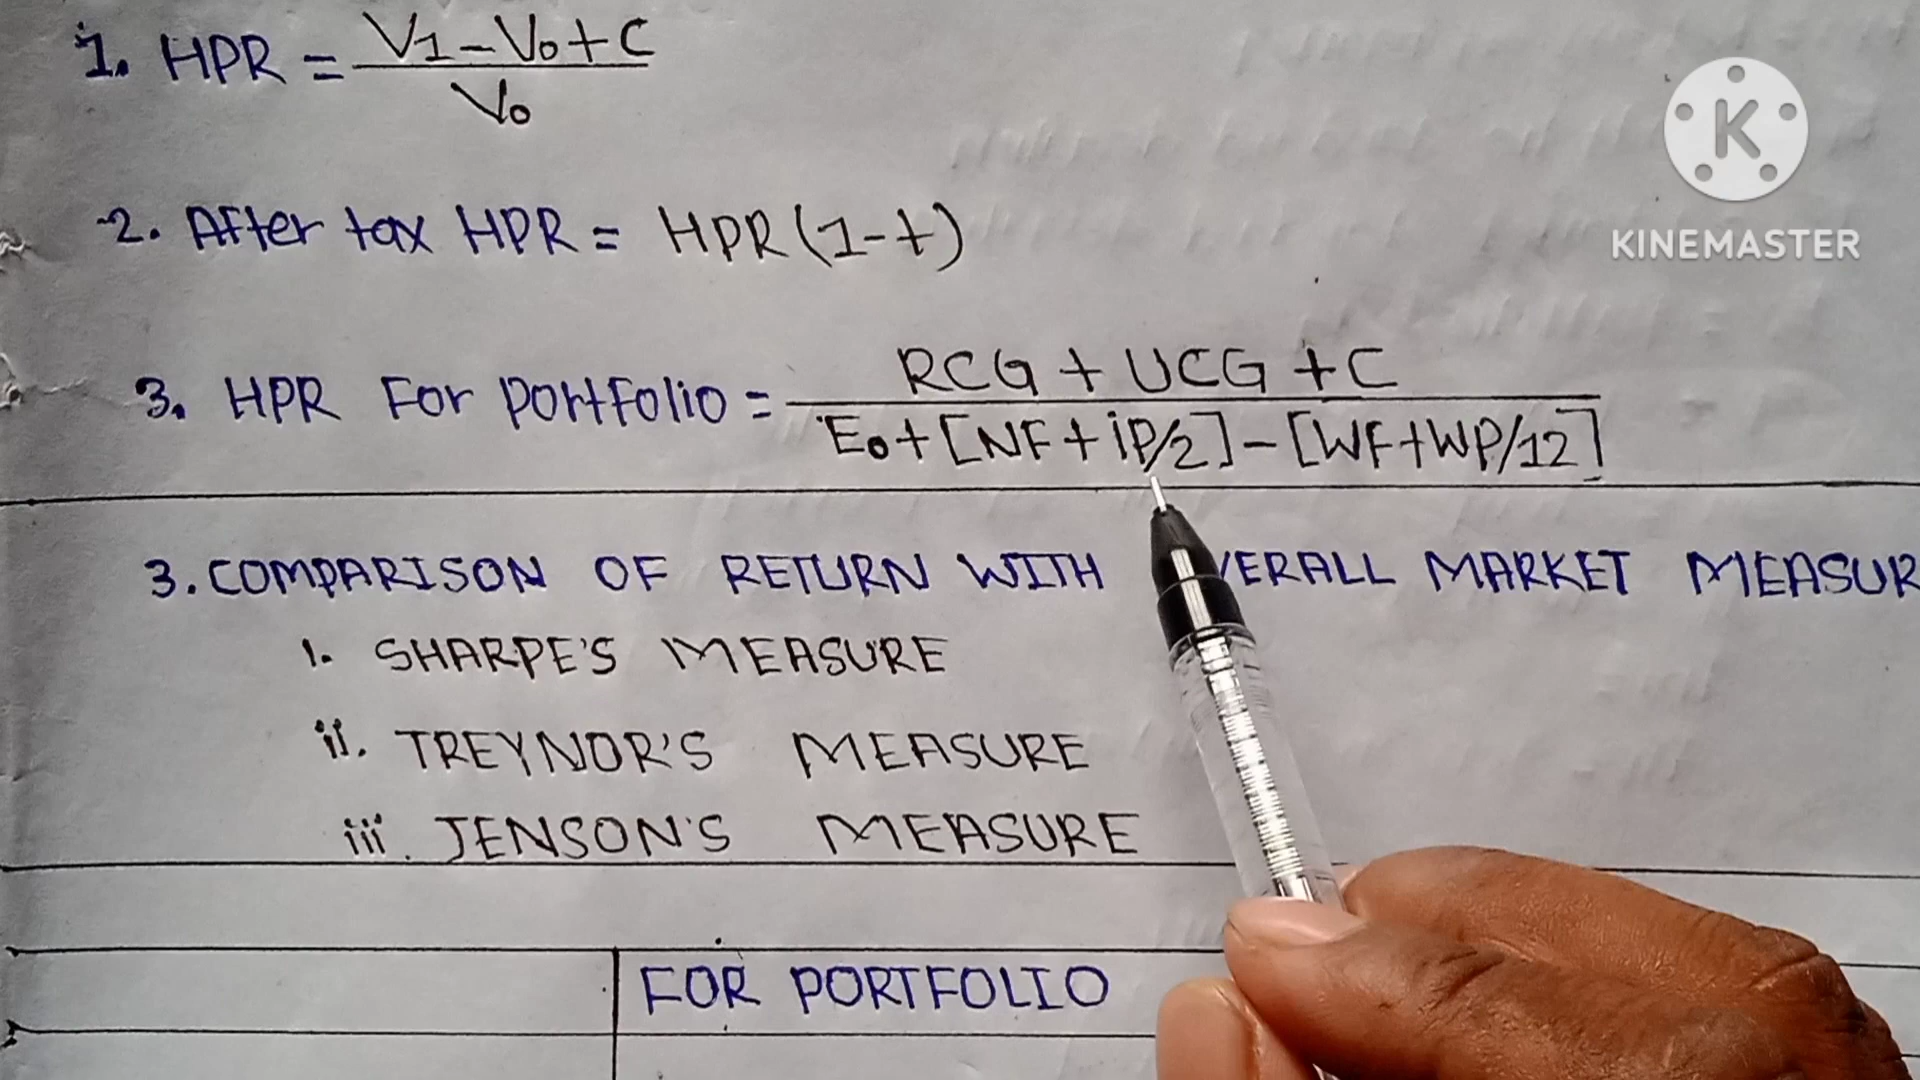 1. HPR = V1 - V0 + C
V0
2. After tax HPR = HPR (1-t)
3. HPR For portfolio = RCG + UCG + C
E0 + [NF + iP/2] - [WF + WP/12]
3. COMPARISON OF RETURN WITH VERALL MARKET MEASUR
i. SHARPE'S MEASURE
ii. TREYNOR'S MEASURE
iii. JENSON'S MEASURE
FOR PORTFOLIO
K
KINEMASTER